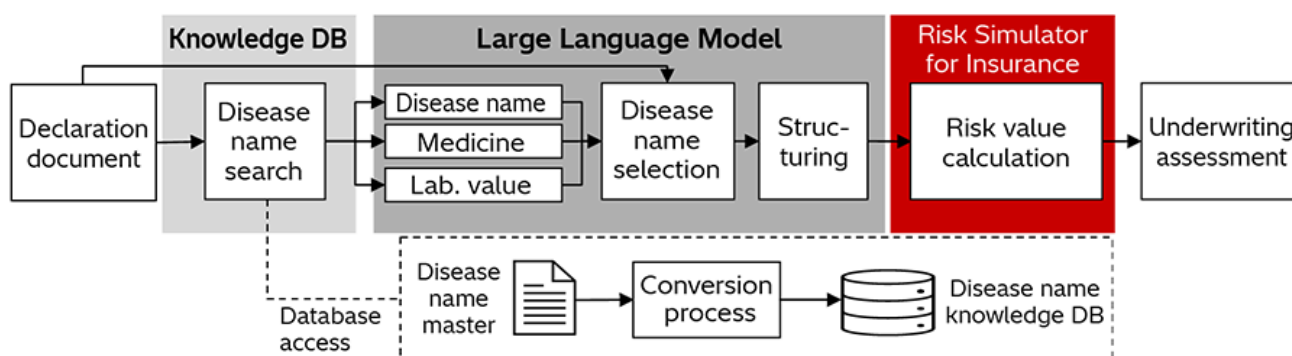 Knowledge DB
Large Language Model
Risk Simulator
for Insurance
Declaration
document
Disease
name
search
Disease name
Medicine
Lab. value
Disease
name
selection
Struc-
turing
Risk value
calculation
Underwriting
assessment
Database
access
Disease
name
master
Conversion
process
Disease name
knowledge DB